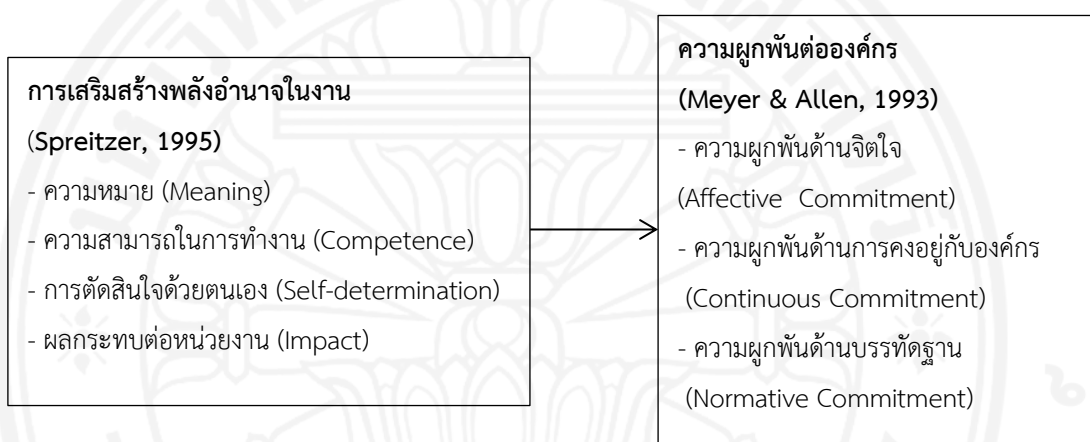 การเสริมสร้างพลังอำนาจในงาน
(Spreitzer, 1995)
- ความหมาย (Meaning)
- ความสามารถในการทำงาน (Competence)
- การตัดสินใจด้วยตนเอง (Self-determination)
- ผลกระทบต่อหน่วยงาน (Impact)
ความผูกพันต่อองค์กร
(Meyer & Allen, 1993)
- ความผูกพันด้านจิตใจ
(Affective Commitment)
- ความผูกพันด้านการคงอยู่กับองค์กร
(Continuous Commitment)
- ความผูกพันด้านบรรทัดฐาน
(Normative Commitment)